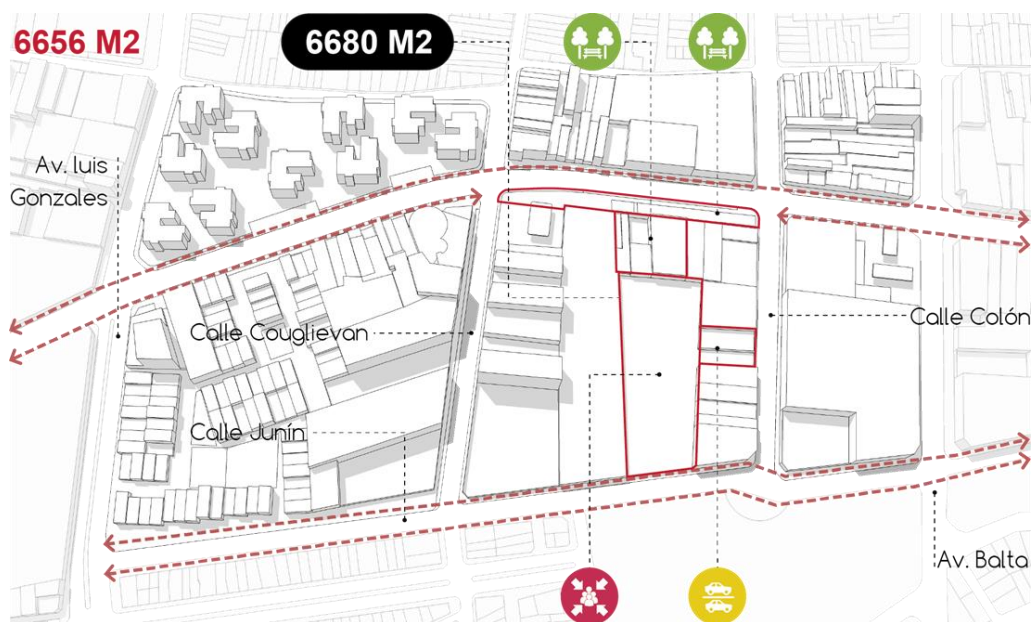 6656 M2
6680 M2
Av. luis
Gonzales
Calle Couglievan
Calle Colón
Calle Junín
Av. Balta